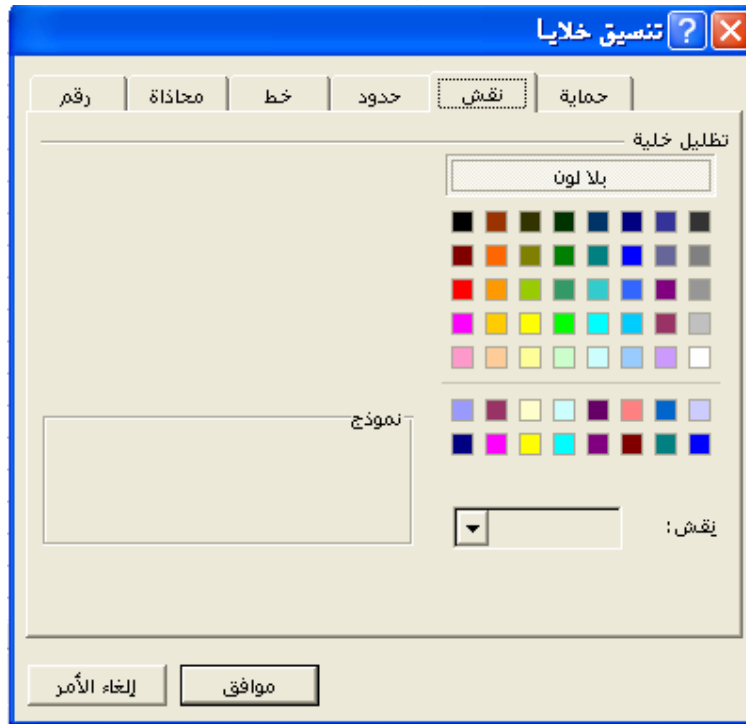 تنسيق خلايا
رقم محاذاة خط حدود نقش حماية
تظليل خلية
بلا لون
نموذج
نقش:
موافق
إلغاء الأمر